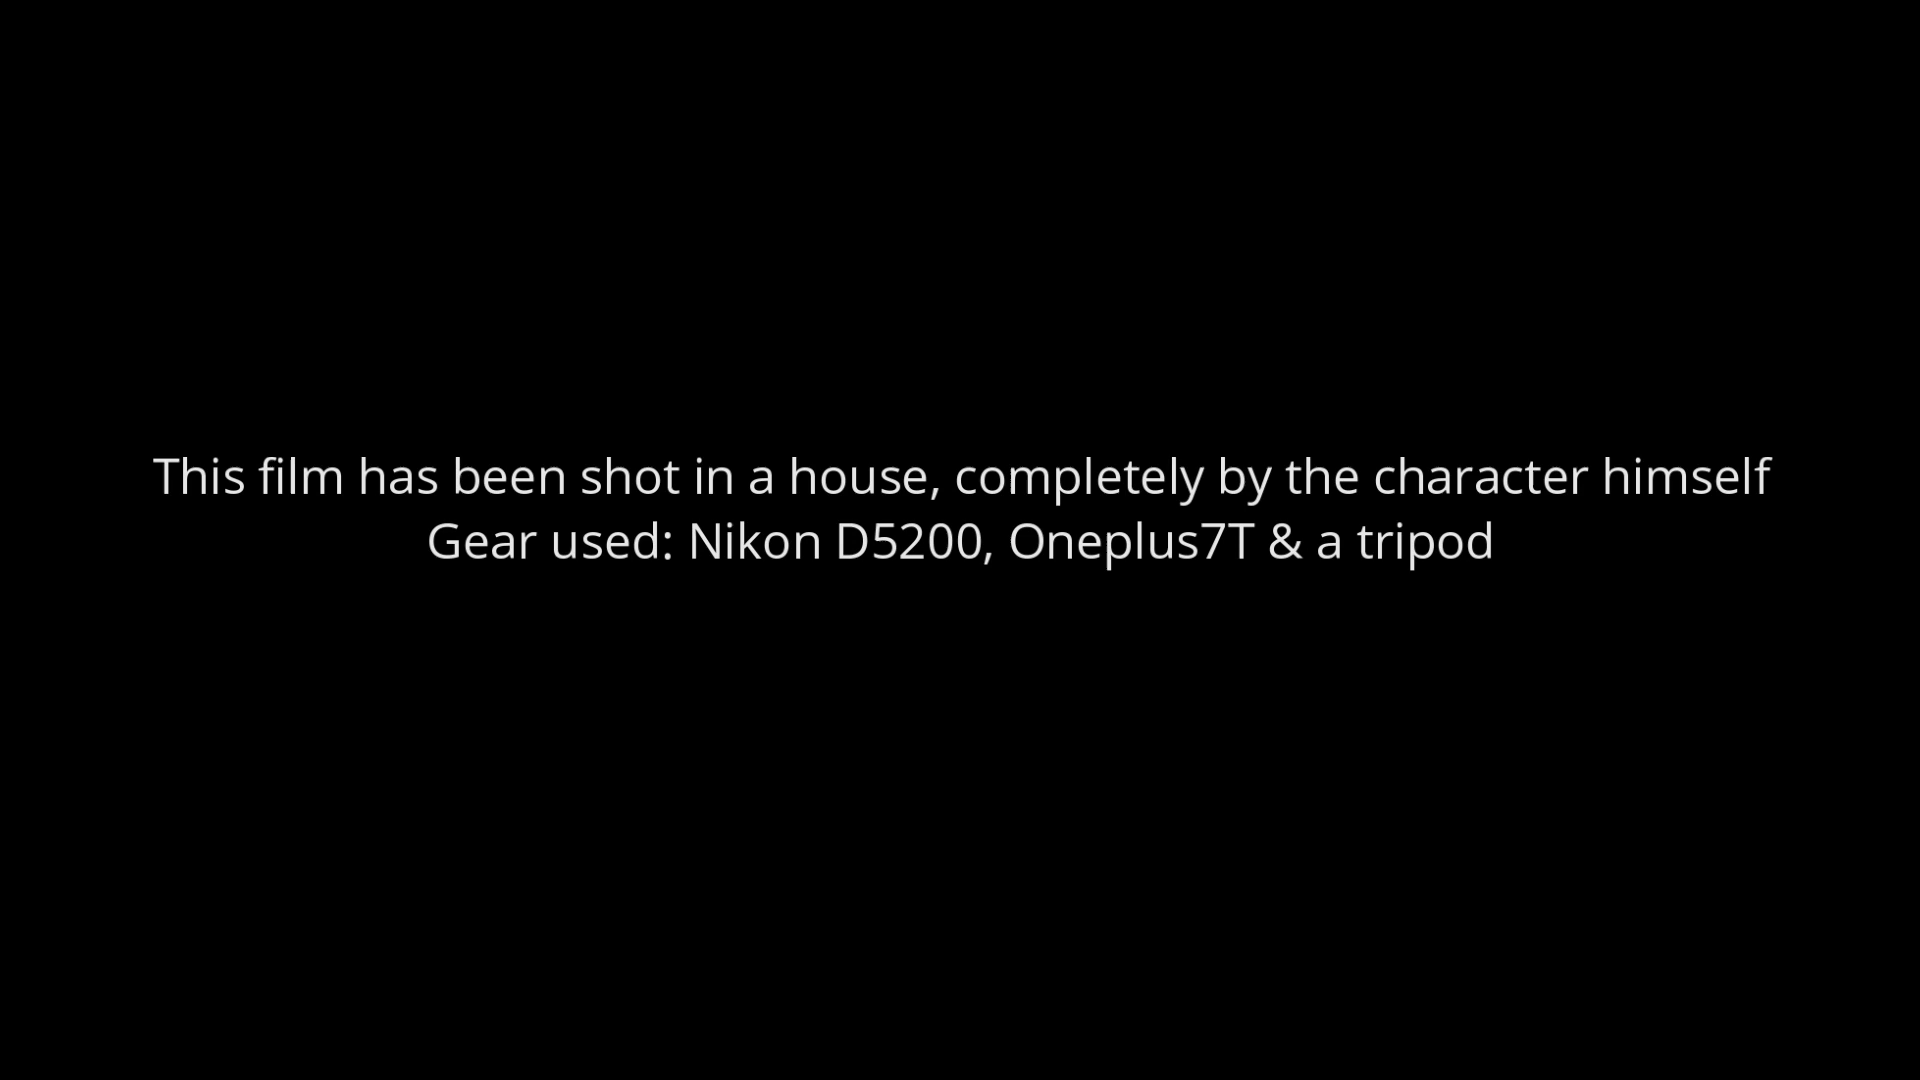 This film has been shot in a house, completely by the character himself
Gear used: Nikon D5200, Oneplus7T & a tripod